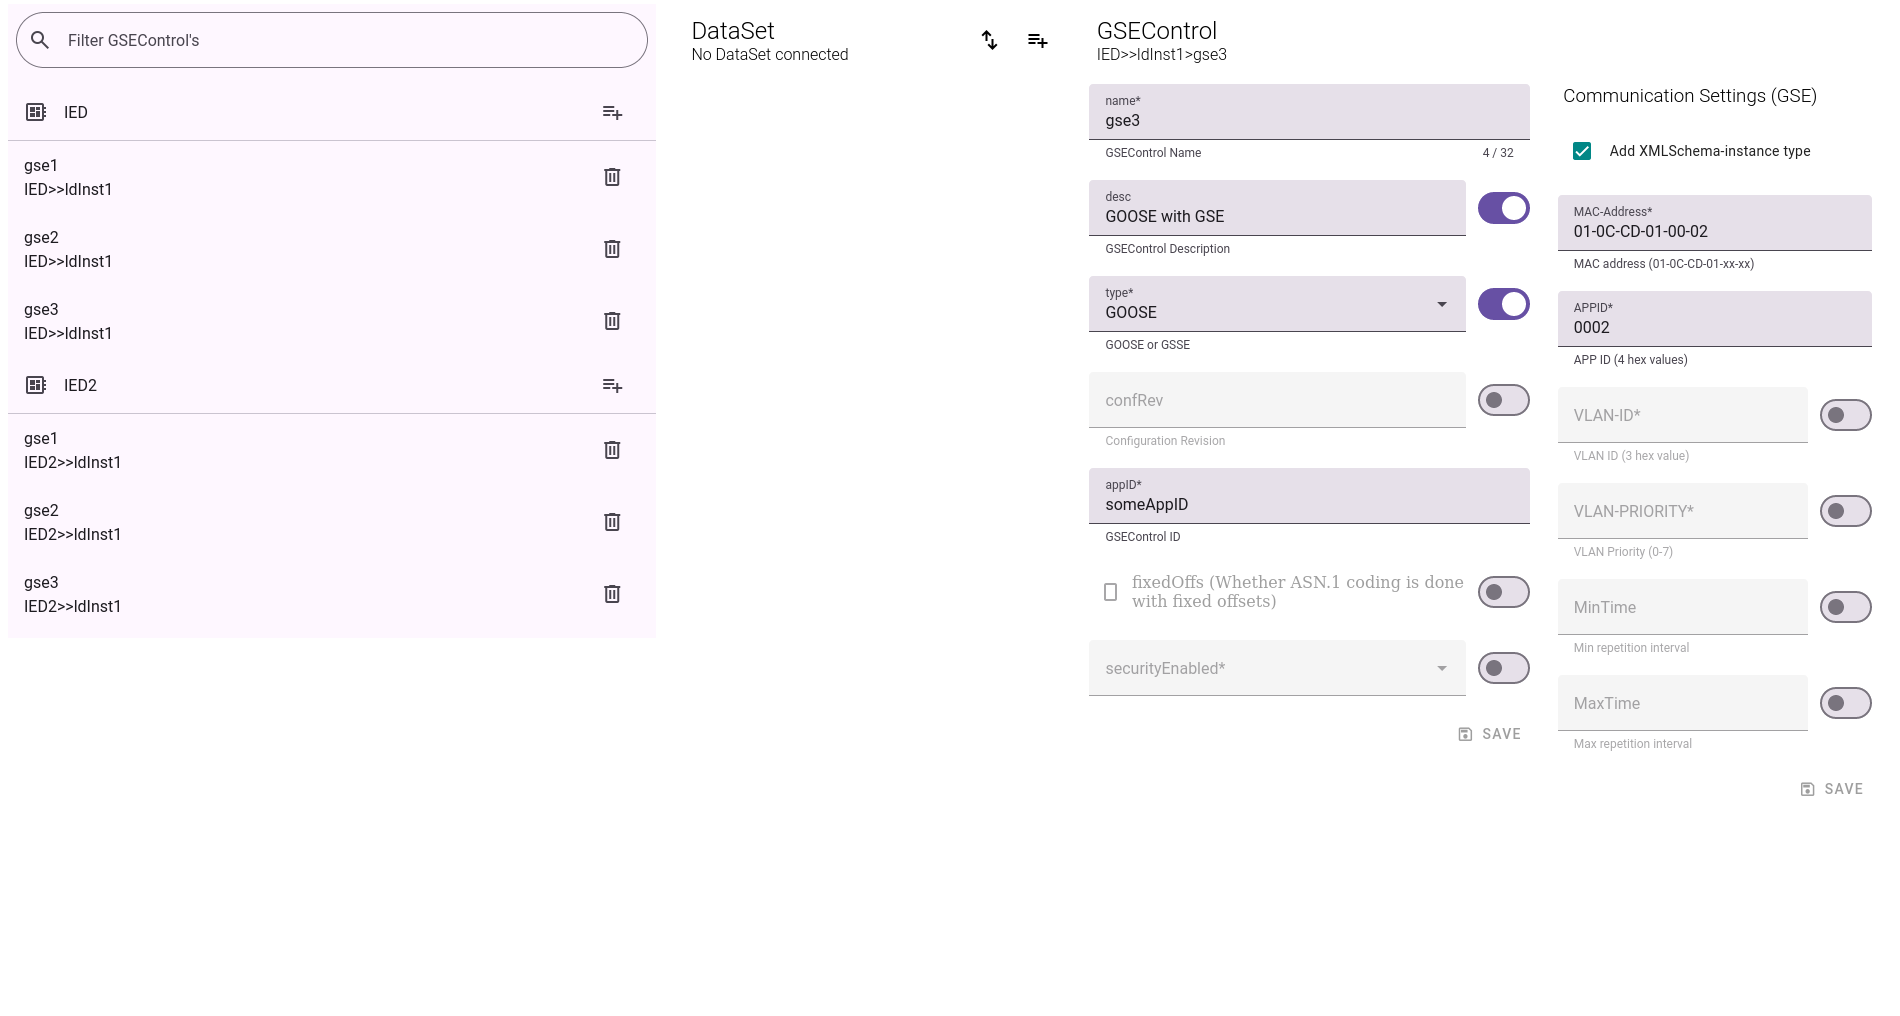 Filter GSEControl's
IED
gse1
IED>>ldInst1
gse2
IED>>ldInst1
gse3
IED>>ldInst1
IED2
gse1
IED2>>ldInst1
gse2
IED2>>ldInst1
gse3
IED2>>ldInst1
DataSet
No DataSet connected
GSEControl
IED>>ldInst1>gse3
name*
gse3
GSEControl Name 4 / 32
desc
GOOSE with GSE
GSEControl Description
type*
GOOSE
GOOSE or GSSE
confRev
Configuration Revision
appID*
someAppID
GSEControl ID
fixedOffs (Whether ASN.1 coding is done
with fixed offsets)
securityEnabled*
SAVE
Communication Settings (GSE)
Add XMLSchema-instance type
MAC-Address*
01-0C-CD-01-00-02
MAC address (01-0C-CD-01-xx-xx)
APPID*
0002
APP ID (4 hex values)
VLAN-ID*
VLAN ID (3 hex value)
VLAN-PRIORITY*
VLAN Priority (0-7)
MinTime
Min repetition interval
MaxTime
Max repetition interval
SAVE